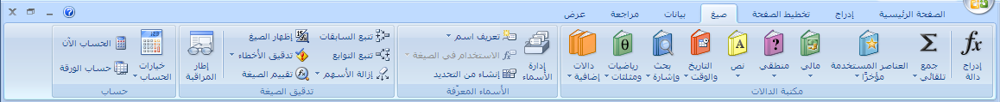 الصفحة الرئيسية
إدراج
تخطيط الصفحة
صيغ
بيانات
مراجعة
عرض
إدراج
دالة
جمع
تلقائي
العناصر المستخدمة
مؤخرًا
مالي
منطقي
نص
التاريخ
والوقت
بحث
وإشارة
رياضيات
ومثلثات
دالات
إضافية
مكتبة الدالات
إدارة
الأسماء
تعريف اسم
الاستخدام في الصيغة
إنشاء من التحديد
الأسماء المعرّفة
تتبع السابقات
تتبع التوابع
إزالة الأسهم
إظهار الصيغ
تدقيق الأخطاء
تقييم الصيغة
إطار
المراقبة
تدقيق الصيغة
خيارات
الحساب
الحساب الآن
حساب الورقة
حساب